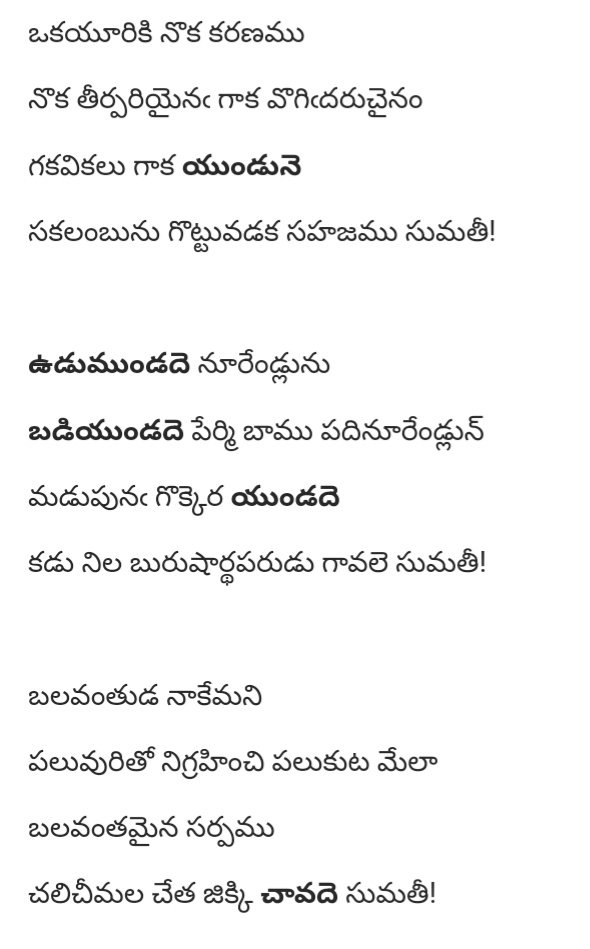 ఒకయూరికి నొక కరణము
నొక తీర్పరియైనఁ గాక వొగిఁదరుచైనం
గకవికలు గాక యుండునె
సకలంబును గొట్టువడక సహజము సుమతీ!
ఉడుముండదె నూరేండ్లును
బడియుండదె పేర్మి బాము పదినూరేండ్లున్
మడుపునఁ గొక్కెర యుండదె
కడు నిల బురుషార్థపరుడు గావలె సుమతీ!
బలవంతుడ నాకేమని
పలువురితో నిగ్రహించి పలుకుట మేలా
బలవంతమైన సర్పము
చలిచీమల చేత జిక్కి చావదె సుమతీ!